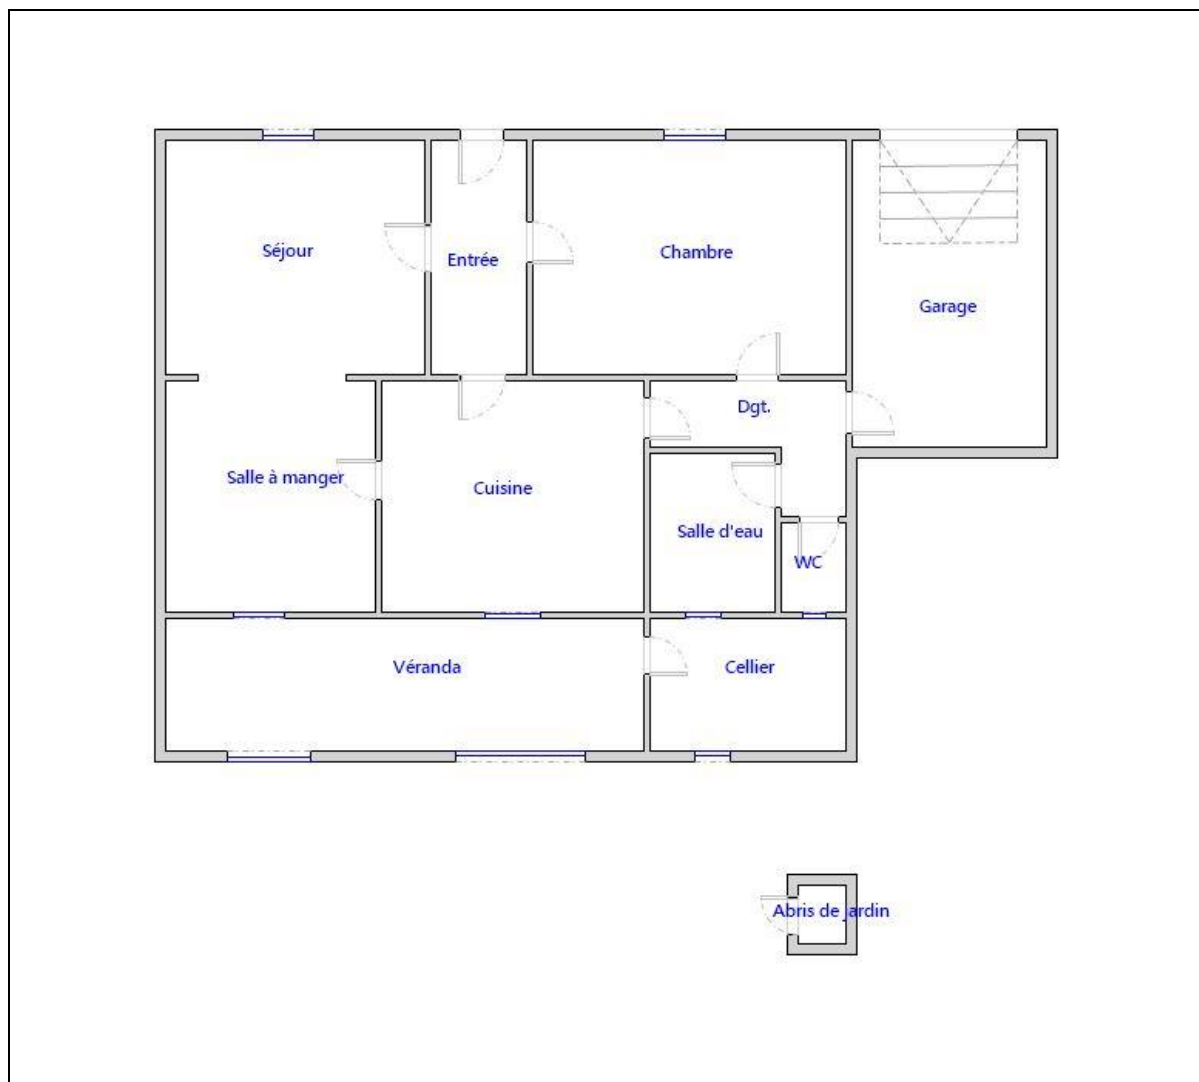 Séjour
Entrée
Chambre
Garage
Dgt.
Salle à manger
Cuisine
Salle d'eau
WC
Véranda
Cellier
Abris de jardin